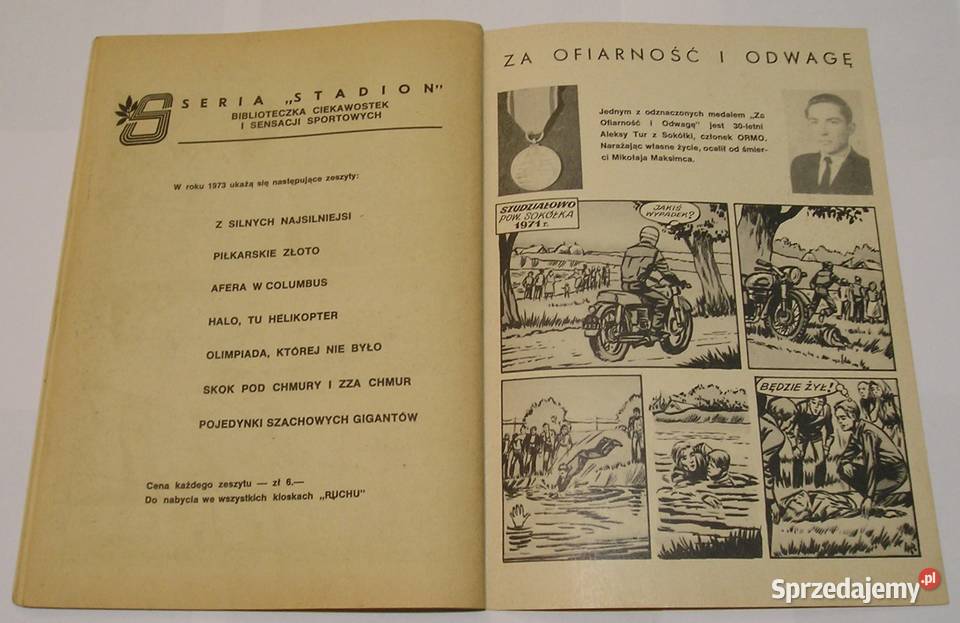 SERIA „STADION"
BIBLIOTECZKA CIEKAWOSTEK
I SENSACJI SPORTOWYCH
W roku 1973 ukażą się następujące zeszyty:
Z SILNYCH NAJSILNIEJSI
PIŁKARSKIE ZŁOTO
AFERA W COLUMBUS
HALO, TU HELIKOPTER
OLIMPIADA, KTÓREJ NIE BYŁO
SKOK POD CHMURY I ZZA CHMUR
POJEDYNKI SZACHOWYCH GIGANTÓW
Cena każdego zeszytu — zł 6.—
Do nabycia we wszystkich kioskach „RUCHU"
ZA OFIARNOŚĆ I ODWAGĘ
Jednym z odznaczonych medalem „Za
Ofiarność i Odwagę" jest 30-letni
Aleksy Tur z Sokółki, członek ORMO.
Narażając własne życie, ocalił od śmier-
ci Mikołaja Maksimca.
SZUDZIAŁOWO
POW. SOKÓŁKA
1971 r.
JAKIŚ
WYPADEK?
BĘDZIE ŻYŁ!
Sprzedajemy.pl